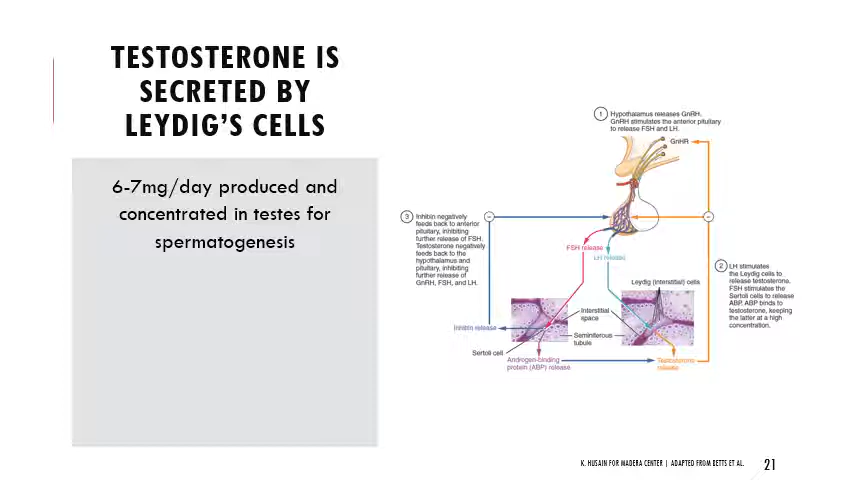 TESTOSTERONE IS
SECRETED BY
LEYDIG'S CELLS
6-7mg/day produced and
concentrated in testes for
spermatogenesis
1 Hypothalamus releases GnRH.
GnRH stimulates the anterior pituitary
to release FSH and LH.
GnHR
3 Inhibin negatively
feeds back to anterior
pituitary, inhibiting
further release of FSH.
Testosterone negatively
feeds back to the
hypothalamus and
pituitary, inhibiting
further release of
GnRH, FSH, and LH.
−
−
FSH release
LH release
2 LH stimulates
the Leydig cells to
release testosterone.
FSH stimulates the
Sertoli cells to release
ABP. ABP binds to
testosterone, keeping
the latter at a high
concentration.
Leydig (interstitial) cells
Interstitial
space
Inhibin release
Seminiferous
tubule
Sertoli cell
Androgen-binding
protein (ABP) release
Testosterone
release
K. HUSAIN FOR MADERA CENTER | ADAPTED FROM BETTS ET AL.
21